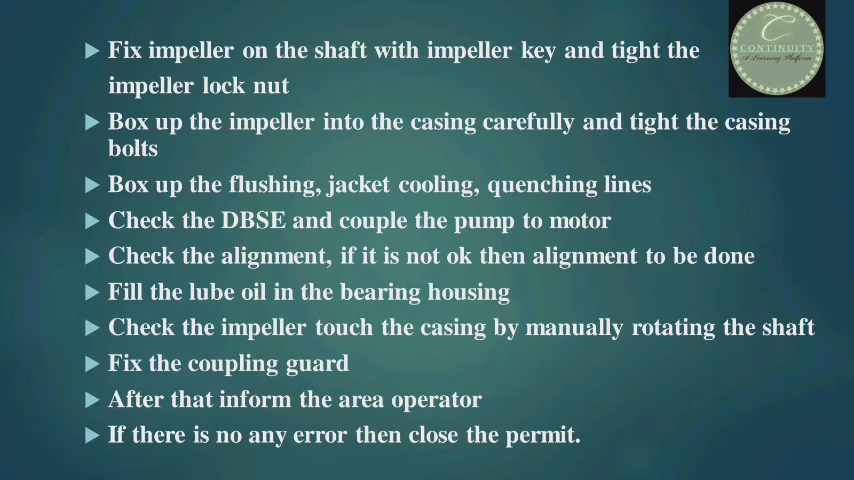 Fix impeller on the shaft with impeller key and tight the
impeller lock nut
Box up the impeller into the casing carefully and tight the casing
bolts
Box up the flushing, jacket cooling, quenching lines
Check the DBSE and couple the pump to motor
Check the alignment, if it is not ok then alignment to be done
Fill the lube oil in the bearing housing
Check the impeller touch the casing by manually rotating the shaft
Fix the coupling guard
After that inform the area operator
If there is no any error then close the permit.
C
CONTINUITY
A Learning Platform